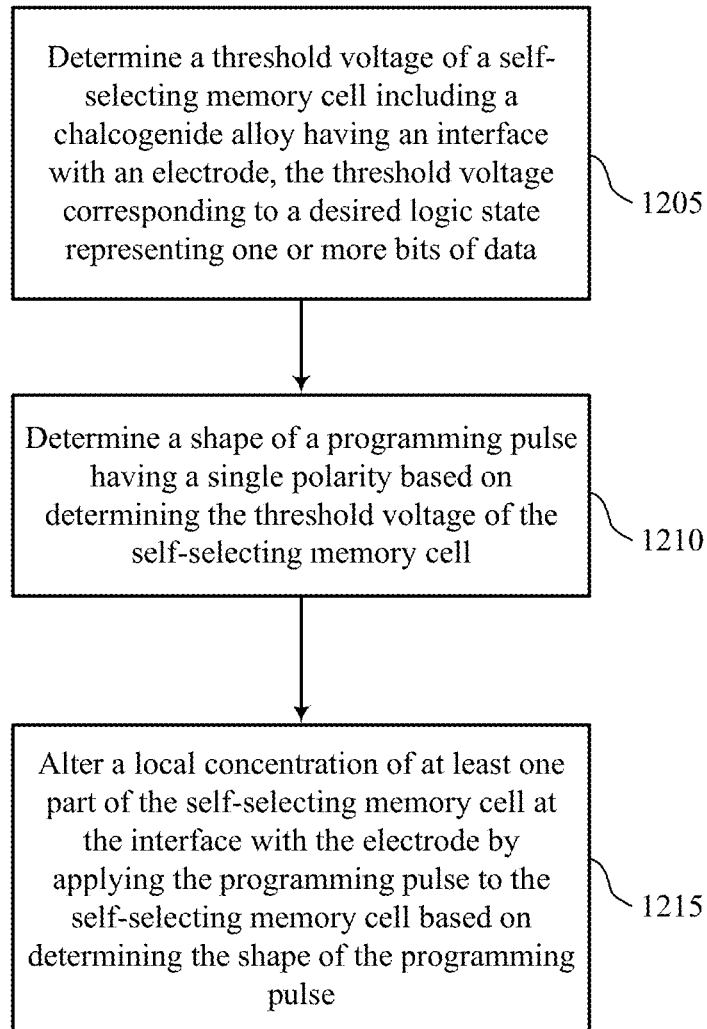 Determine a threshold voltage of a self-
selecting memory cell including a
chalcogenide alloy having an interface
with an electrode, the threshold voltage
corresponding to a desired logic state
representing one or more bits of data
1205
Determine a shape of a programming pulse
having a single polarity based on
determining the threshold voltage of the
self-selecting memory cell
1210
Alter a local concentration of at least one
part of the self-selecting memory cell at
the interface with the electrode by
applying the programming pulse to the
self-selecting memory cell based on
determining the shape of the programming
pulse
1215